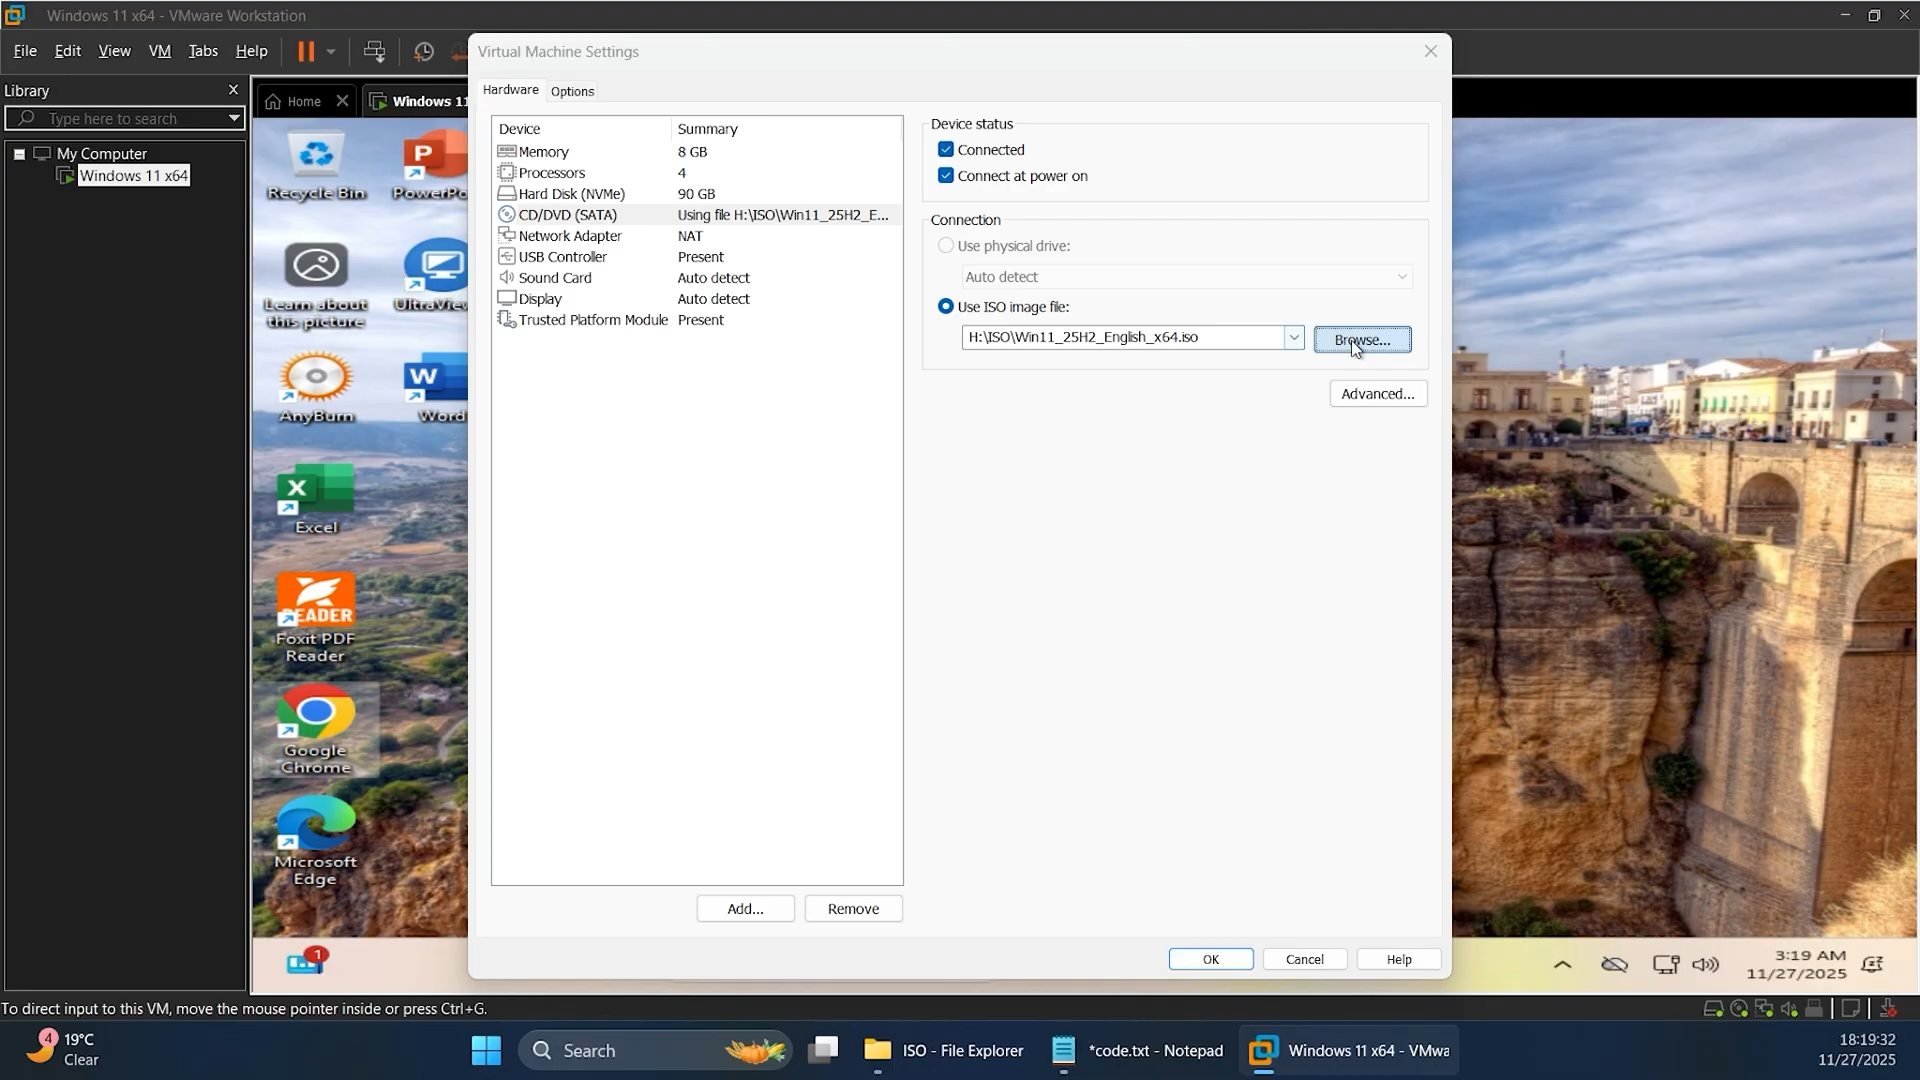 Windows 11 x64 - VMware Workstation
File Edit View VM Tabs Help
Library
Type here to search
My Computer
Windows 11 x64
Home
Windows 11
Recycle Bin
Learn about
this picture
AnyBurn
Word
Excel
READER
Foxit PDF
Reader
Google
Chrome
Microsoft
Edge
1
Virtual Machine Settings
Hardware Options
Device Summary
Memory 8 GB
Processors 4
Hard Disk (NVMe) 90 GB
CD/DVD (SATA) Using file H:\ISO\Win11_25H2_E...
Network Adapter NAT
USB Controller Present
Sound Card Auto detect
Display Auto detect
Trusted Platform Module Present
Add... Remove
Device status
Connected
Connect at power on
Connection
Use physical drive:
Auto detect
Use ISO image file:
H:\ISO\Win11_25H2_English_x64.iso
Browse...
Advanced...
OK Cancel Help
3:19 AM
11/27/2025
To direct input to this VM, move the mouse pointer inside or press Ctrl+G.
4
19°C
Clear
Search
ISO - File Explorer
*code.txt - Notepad
Windows 11 x64 - VMwa
18:19:32
11/27/2025